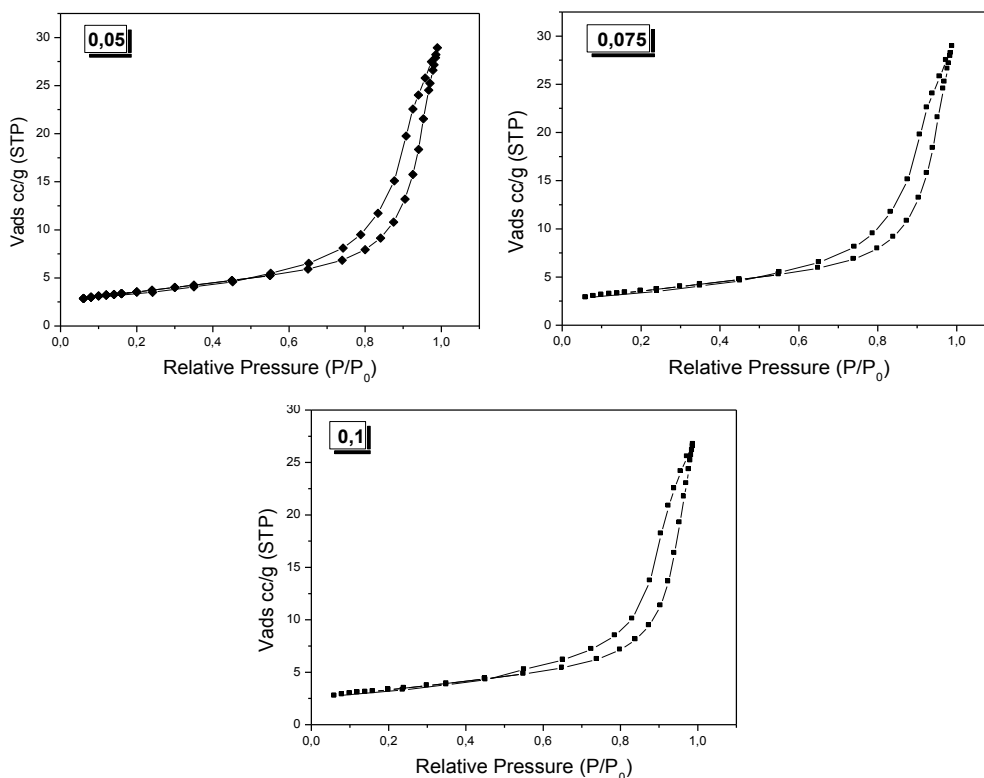 0,05
30
25
20
15
10
5
0
Vads cc/g (STP)
0,0 0,2 0,4 0,6 0,8 1,0
Relative Pressure (P/P₀)
0,075
30
25
20
15
10
5
0
Vads cc/g (STP)
0,0 0,2 0,4 0,6 0,8 1,0
Relative Pressure (P/P₀)
0,1
30
25
20
15
10
5
0
Vads cc/g (STP)
0,0 0,2 0,4 0,6 0,8 1,0
Relative Pressure (P/P₀)